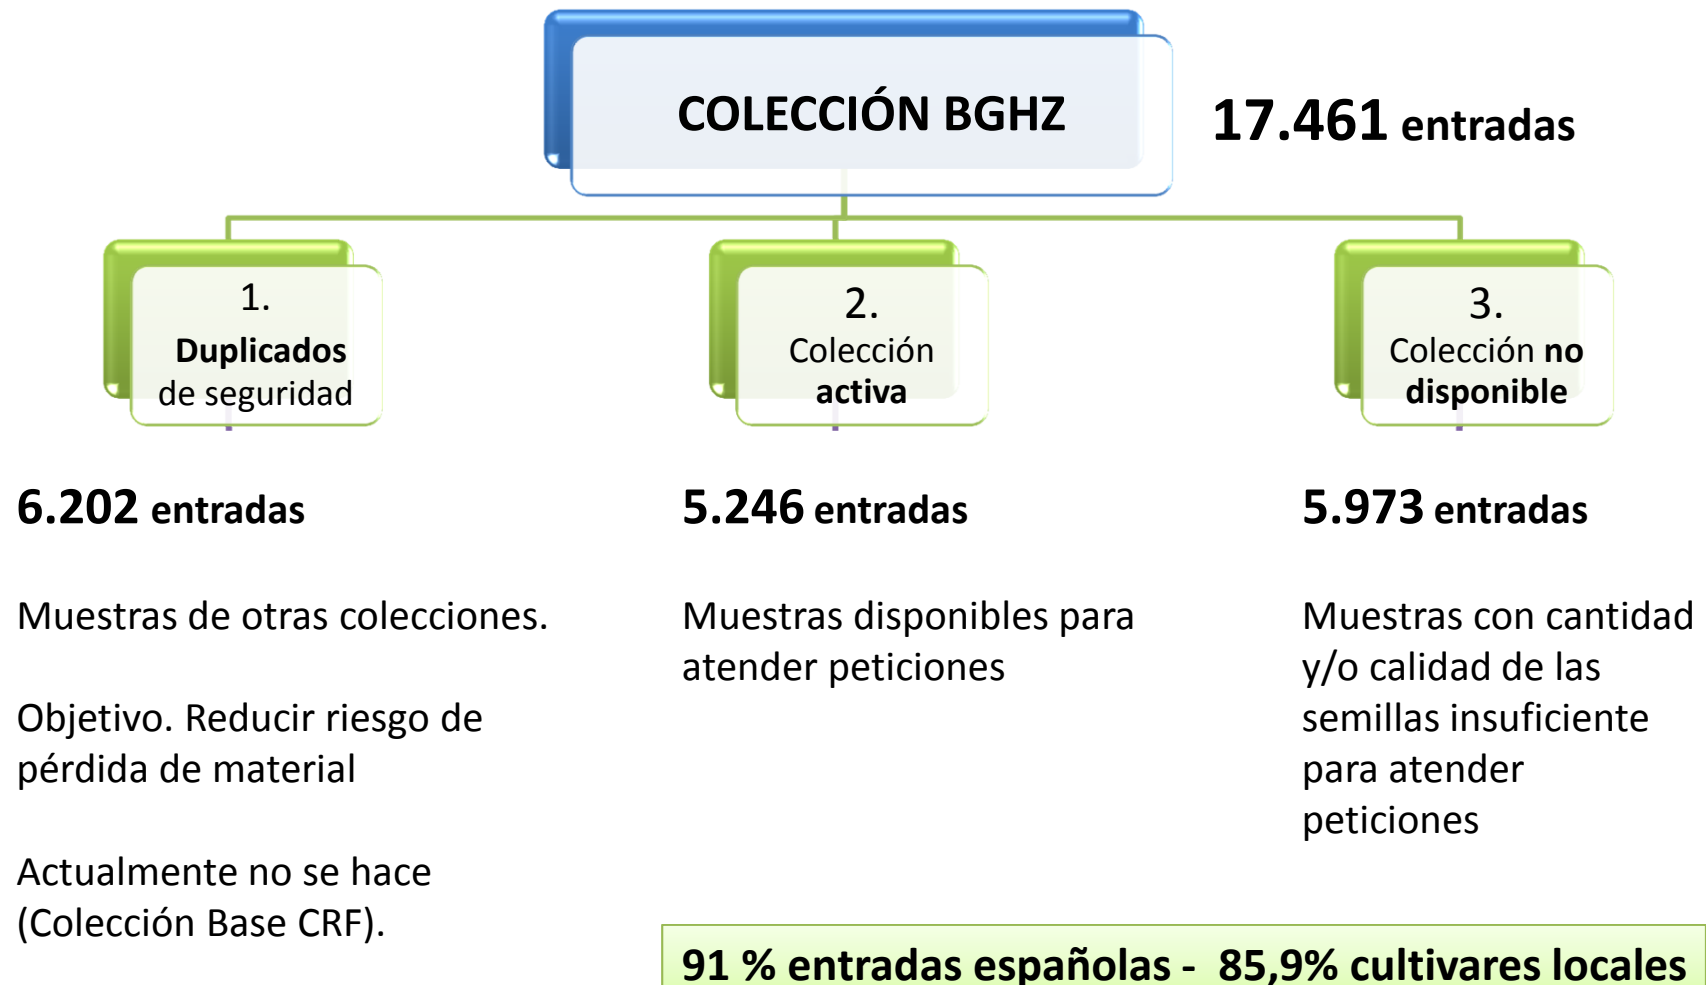 COLECCIÓN BGHZ
17.461 entradas
1.
Duplicados
de seguridad
2.
Colección
activa
3.
Colección no
disponible
6.202 entradas
Muestras de otras colecciones.
Objetivo. Reducir riesgo de
pérdida de material
Actualmente no se hace
(Colección Base CRF).
5.246 entradas
Muestras disponibles para
atender peticiones
5.973 entradas
Muestras con cantidad
y/o calidad de las
semillas insuficiente
para atender
peticiones
91 % entradas españolas - 85,9% cultivares locales